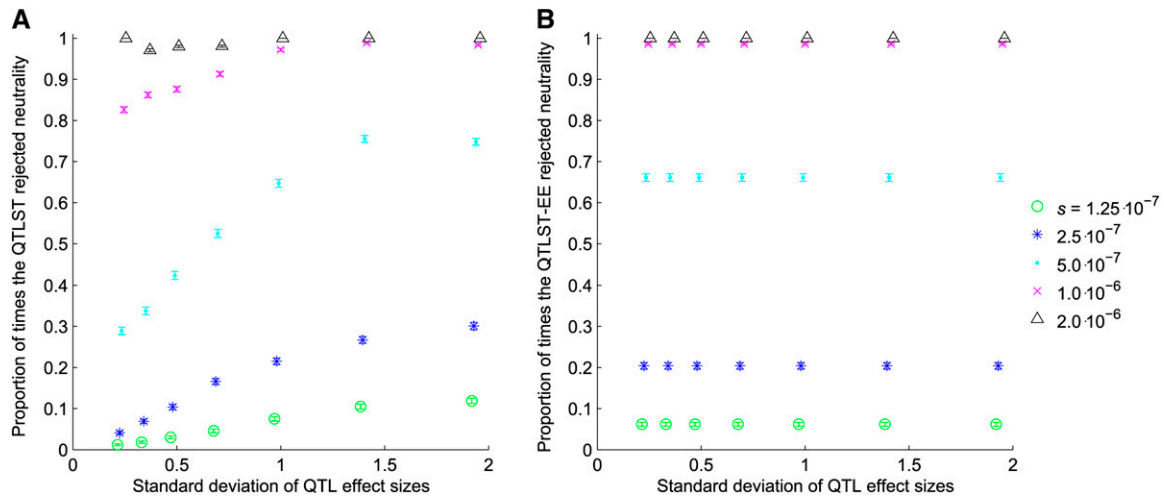 A
Proportion of times the QTLST rejected neutrality
1
0.9
0.8
0.7
0.6
0.5
0.4
0.3
0.2
0.1
0
0 0.5 1 1.5 2
Standard deviation of QTL effect sizes
B
Proportion of times the QTLST-EE rejected neutrality
1
0.9
0.8
0.7
0.6
0.5
0.4
0.3
0.2
0.1
0
0 0.5 1 1.5 2
Standard deviation of QTL effect sizes
s = 1.25·10⁻⁷
2.5·10⁻⁷
5.0·10⁻⁷
1.0·10⁻⁶
2.0·10⁻⁶